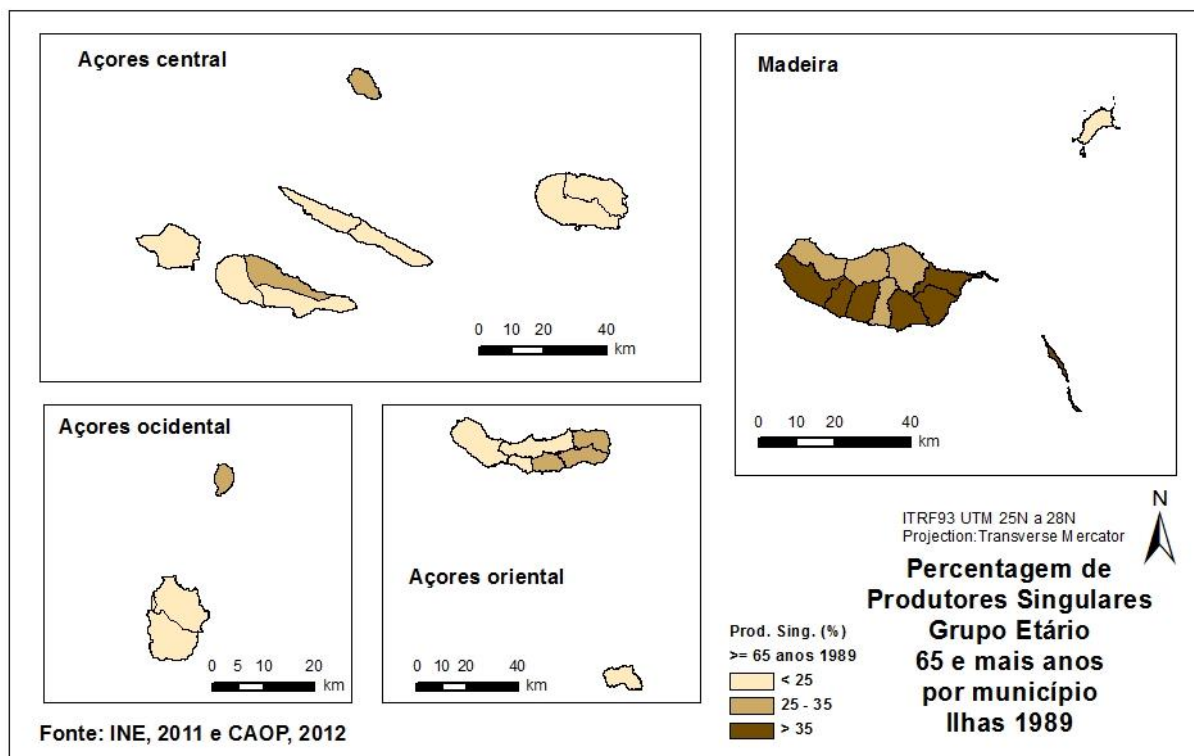 Açores central
0 10 20 40
km
Madeira
0 10 20 40
km
Açores ocidental
0 5 10 20
km
Açores oriental
0 10 20 40
km
N
ITRF93 UTM 25N a 28N
Projection: Transverse Mercator
Percentagem de
Produtores Singulares
Grupo Etário
65 e mais anos
por município
Ilhas 1989
Prod. Sing. (%)
>= 65 anos 1989
< 25
25 - 35
> 35
Fonte: INE, 2011 e CAOP, 2012